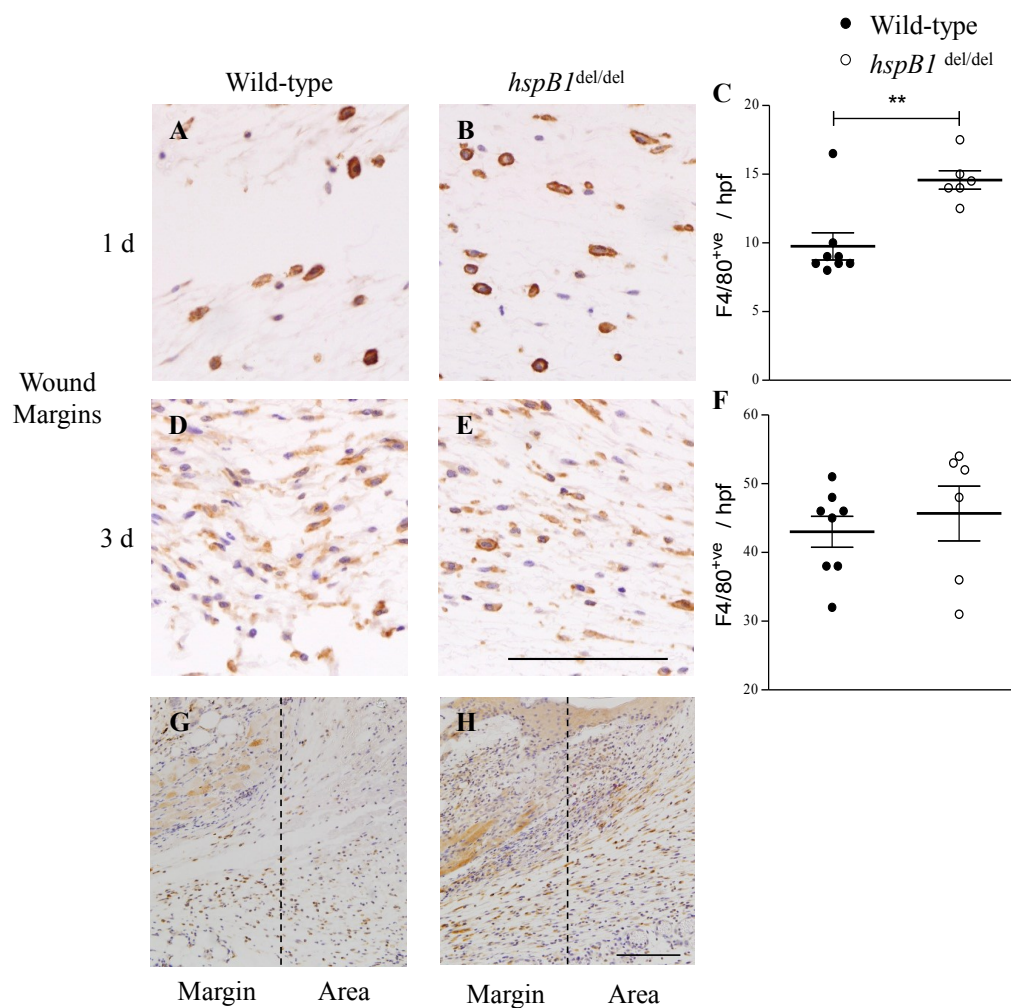 ● Wild-type
○ hspB1 del/del
Wild-type
hspB1del/del
A
B
C
**
20
15
10
5
0
F4/80+ve / hpf
1 d
Wound
Margins
D
E
F
60
50
40
30
20
F4/80+ve / hpf
3 d
G
H
Margin
Area
Margin
Area